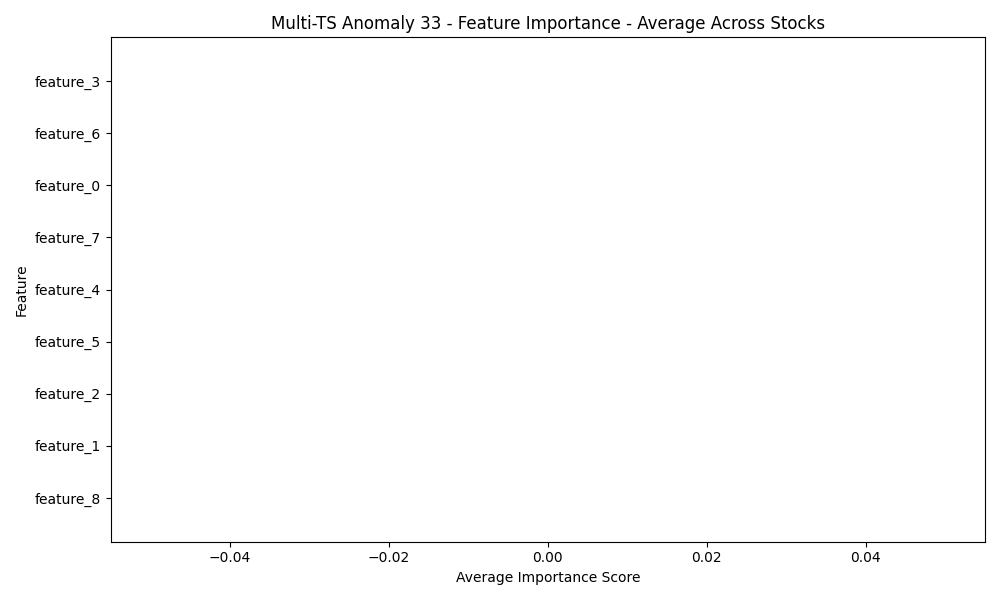 Multi-TS Anomaly 33 - Feature Importance - Average Across Stocks
feature_3
feature_6
feature_0
feature_7
feature_4
feature_5
feature_2
feature_1
feature_8
Feature
−0.04
−0.02
0.00
0.02
0.04
Average Importance Score